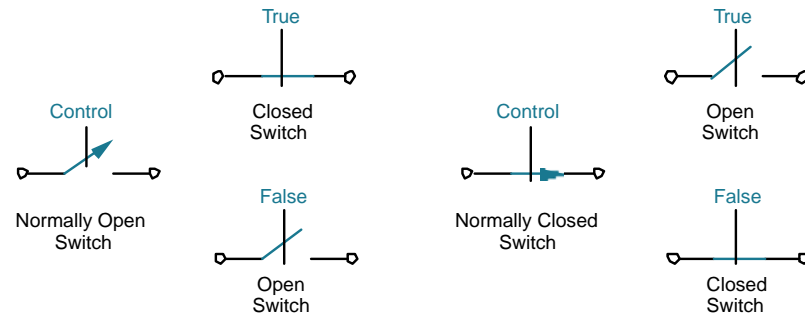 True
Closed
Switch
Control
Normally Open
Switch
False
Open
Switch
True
Open
Switch
Control
Normally Closed
Switch
False
Closed
Switch